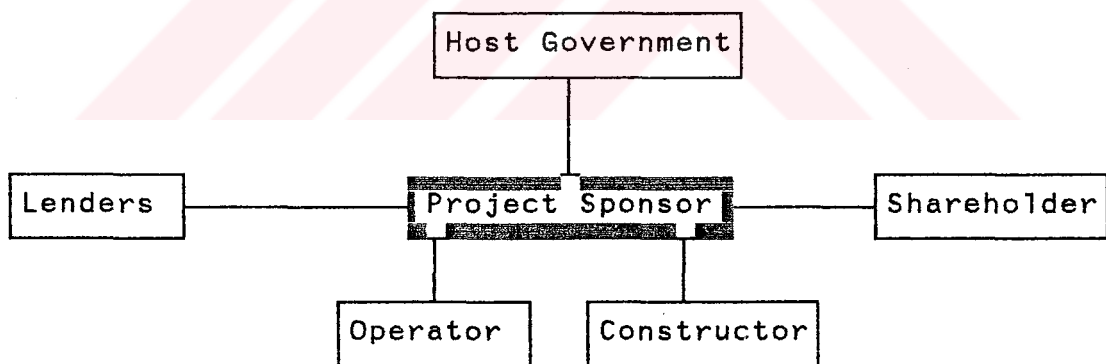 Host Government
Lenders
Project Sponsor
Shareholder
Operator
Constructor